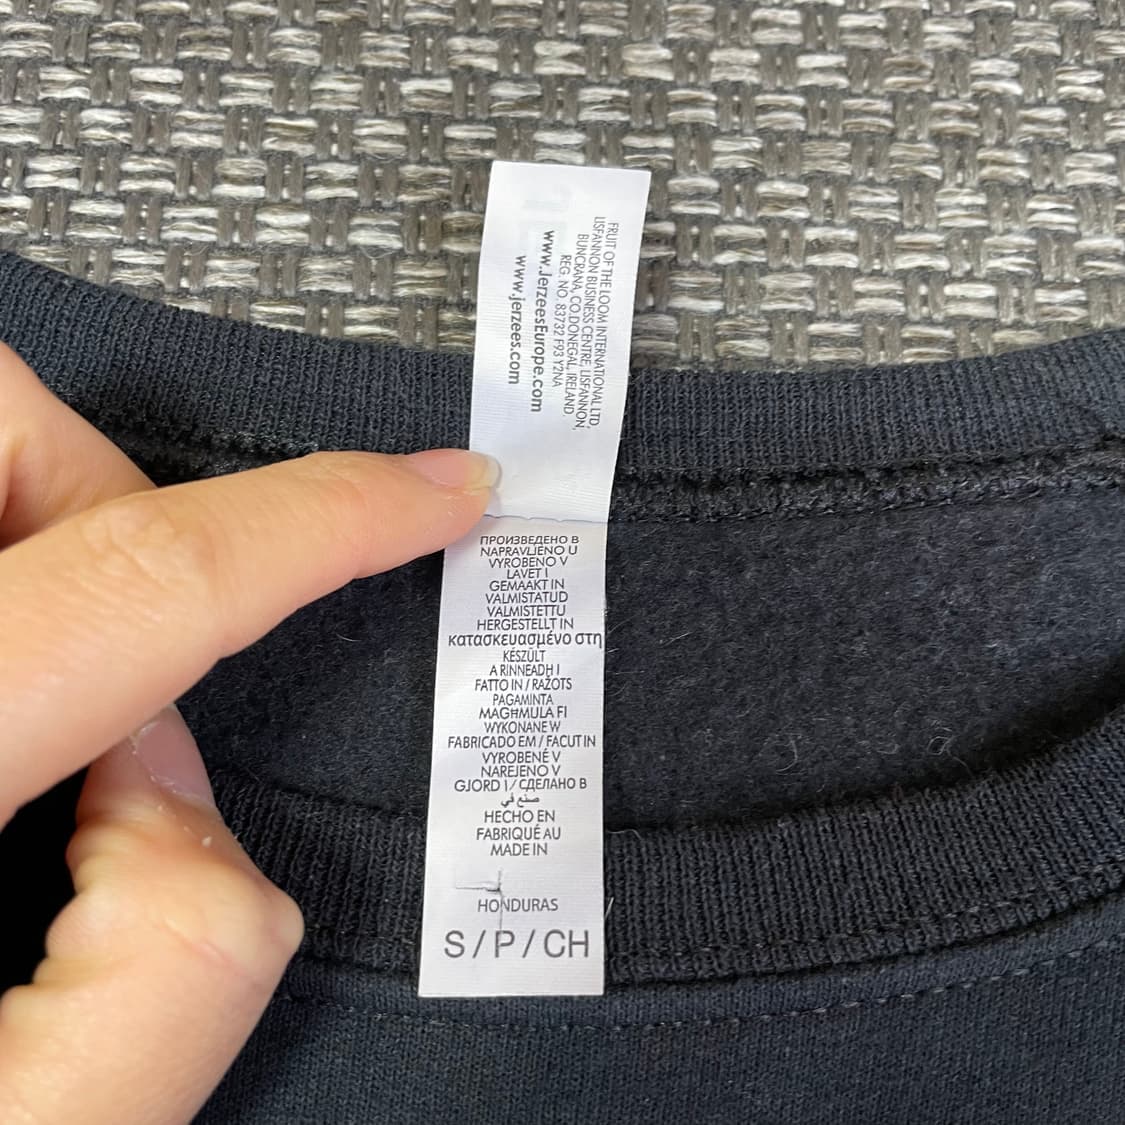 FRUIT OF THE LOOM INTERNATIONAL LTD,
LISFANNON BUSINESS CENTRE, LISFANNON,
BUNCRANA, CO.DONEGAL, IRELAND.
REG. NO. 83732 F93 Y2NA
www.JerzeesEurope.com
www.jerzees.com
ПРОИЗВЕДЕНО В
NAPRAVLJENO U
VYROBENO V
LAVET I
GEMAAKT IN
VALMISTATUD
VALMISTETTU
HERGESTELLT IN
κατασκευασμένο στη
KÉSZÜLT
A RINNEADH I
FATTO IN / RAŽOTS
PAGAMINTA
MAGĦMULA FI
WYKONANE W
FABRICADO EM / FACUT IN
VYROBENÉ V
NAREJENO V
GJORD I / СДЕЛАНО В
صنع في
HECHO EN
FABRIQUÉ AU
MADE IN
HONDURAS
S / P / CH